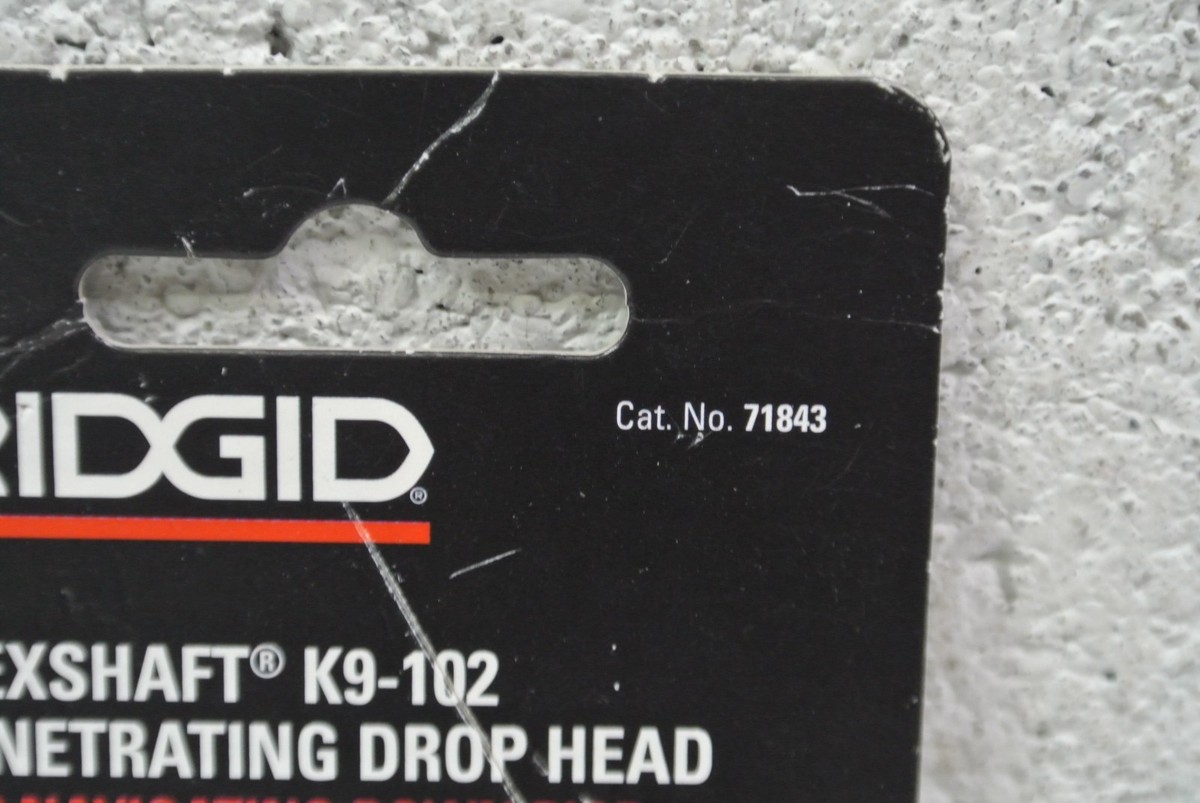 RIDGID®
Cat. No. 71843
EXSHAFT® K9-102
NETRATING DROP HEAD